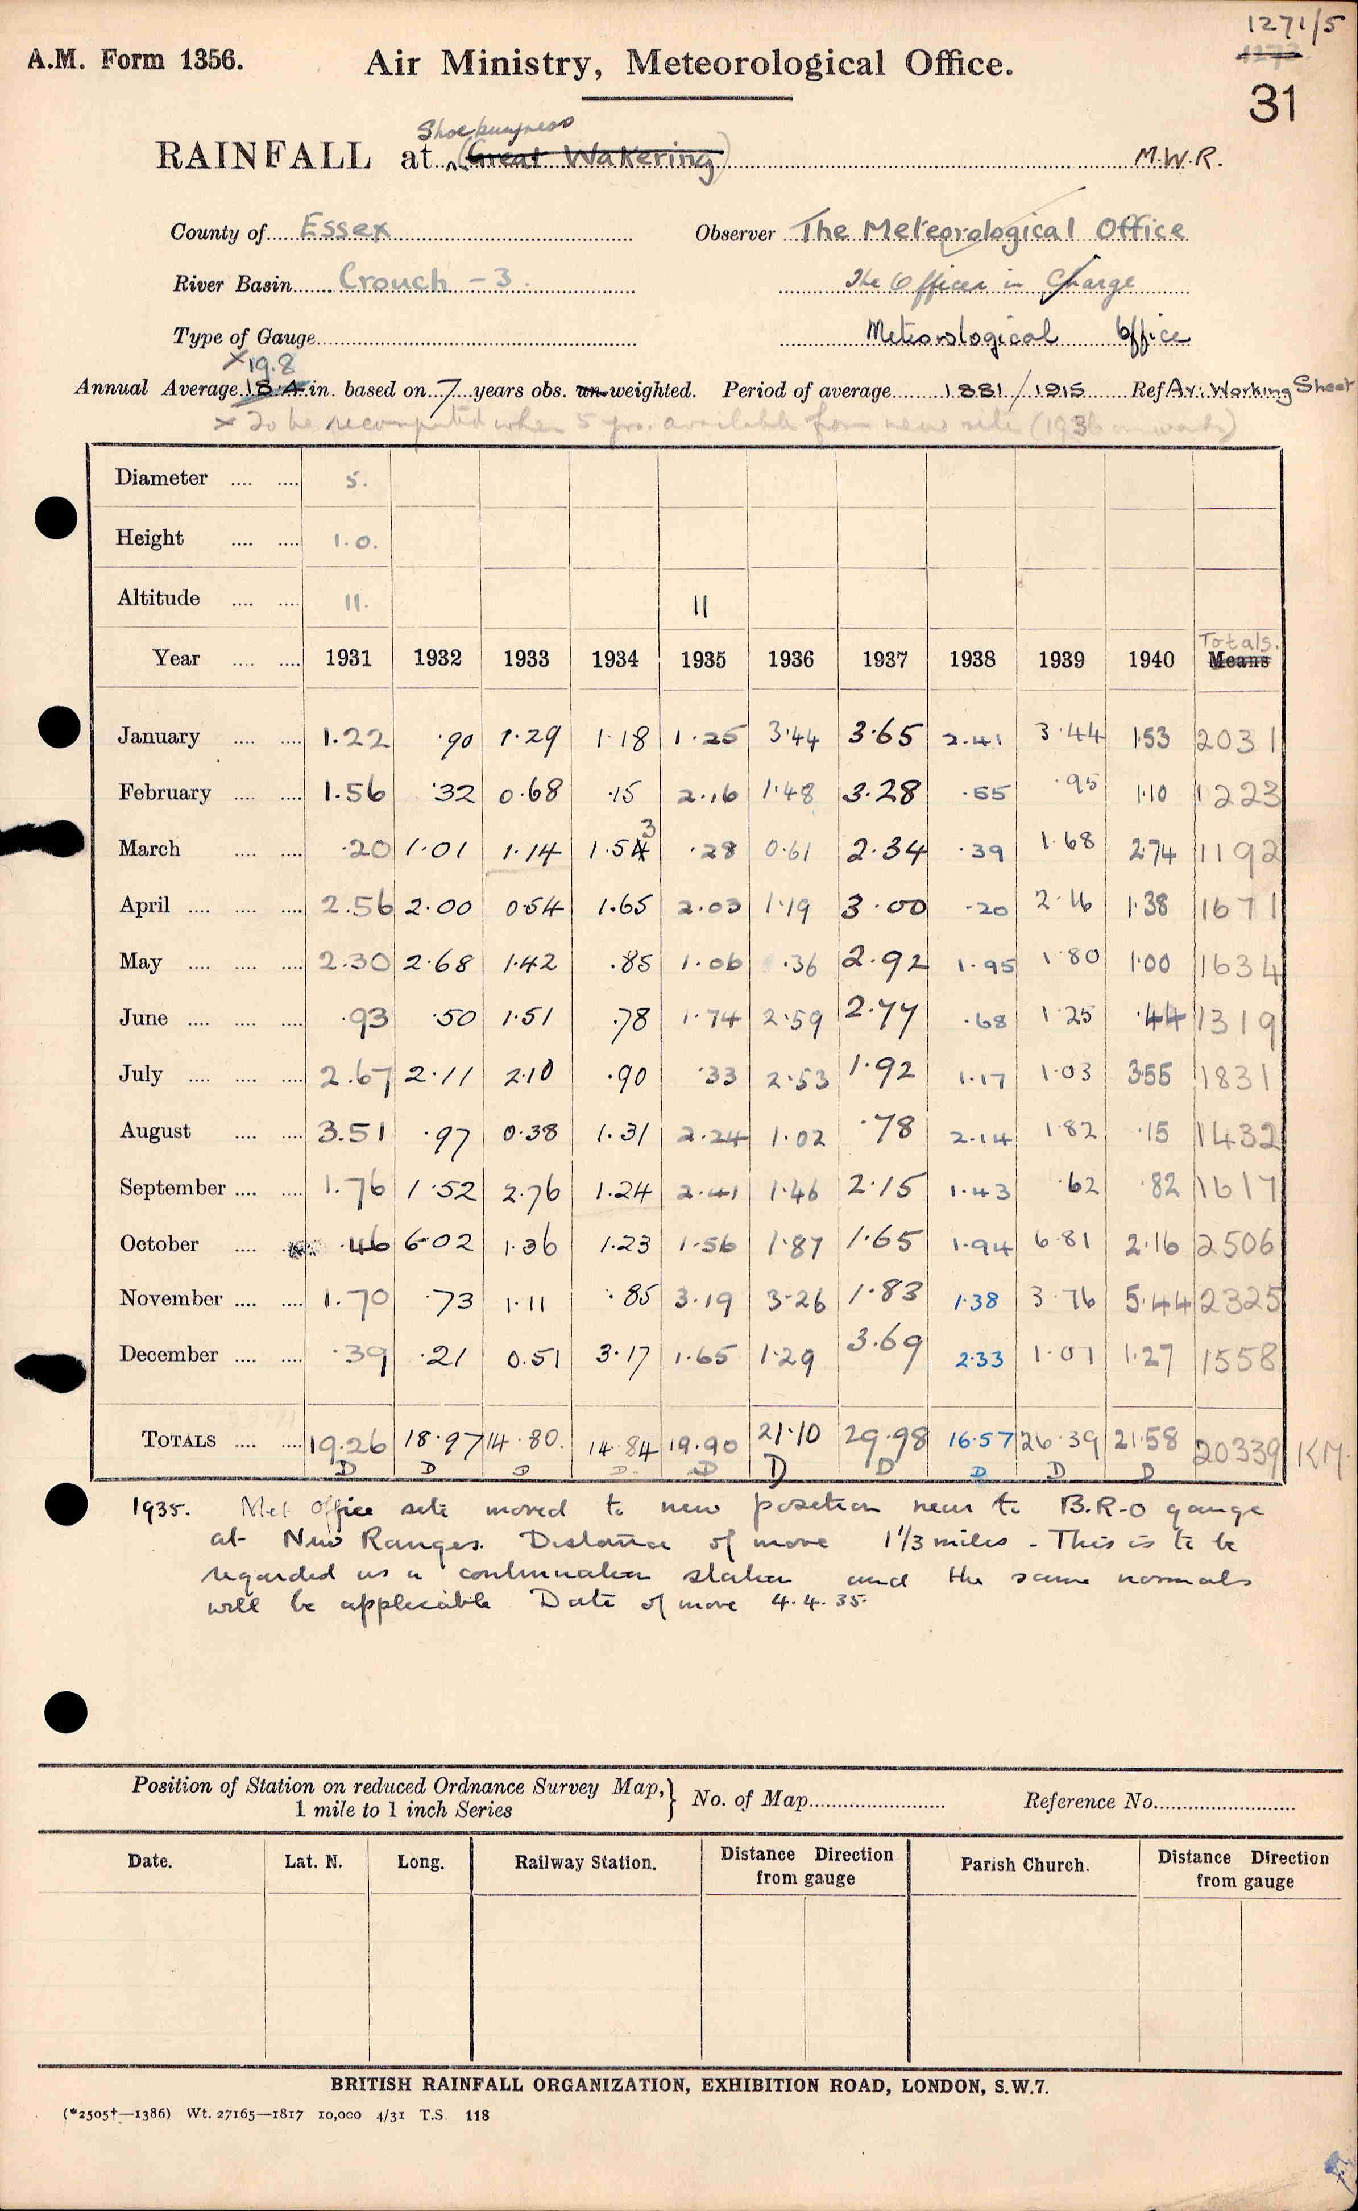 1271/5
A.M. Form 1356. Air Ministry, Meteorological Office.
31
Shoeburyness
RAINFALL at (Great Wakering) M.W.R.
County of Essex Observer The Meteorological Office
River Basin Crouch - 3. The Officer in Charge
Type of Gauge Meteorological Office
x 19.8
Annual Average 18.4 in. based on 7 years obs. un-weighted. Period of average 1881/1915 Ref Av: Working Sheet
x To be recomputed when 5 yrs. available from new site (1936 onwards)
Diameter 5.
Height 1.0.
Altitude 11. 11
Totals.
Year 1931 1932 1933 1934 1935 1936 1937 1938 1939 1940 Means
January 1.22 .90 1.29 1.18 1.25 3.44 3.65 2.41 3.44 1.53 2031
February 1.56 .32 0.68 .15 2.16 1.48 3.28 .55 .95 1.10 1223
3
March .20 1.01 1.14 1.54 .28 0.61 2.34 .39 1.68 2.74 1192
April 2.56 2.00 0.54 1.65 2.03 1.19 3.00 .20 2.16 1.38 1671
May 2.30 2.68 1.42 .85 1.06 .36 2.92 1.95 1.80 1.00 1634
June .93 .50 1.51 .78 1.74 2.59 2.77 .68 1.25 .44 1319
July 2.67 2.11 2.10 .90 .33 2.53 1.92 1.17 1.03 3.55 1831
August 3.51 .97 0.38 1.31 2.24 1.02 .78 2.14 1.82 .15 1432
September 1.76 1.52 2.76 1.24 2.41 1.46 2.15 1.43 .62 .82 1617
October .46 6.02 1.36 1.23 1.56 1.87 1.65 1.94 6.81 2.16 2506
November 1.70 .73 1.11 .85 3.19 3.26 1.83 1.38 3.76 5.44 2325
December .39 .21 0.51 3.17 1.65 1.29 3.69 2.33 1.07 1.27 1558
TOTALS 19.26 18.97 14.80. 14.84 19.90 21.10 29.98 16.57 26.39 21.58 20339 KM.
D D D D. D D D D D D
1935. Met Office site moved to new position near to B.R-O gauge
at New Ranges. Distance of move 1 1/3 miles - This is to be
regarded as a continuation station and the same normals
will be applicable Date of move 4.4.35.
Position of Station on reduced Ordnance Survey Map,} No. of Map Reference No.
1 mile to 1 inch Series
Date. Lat. N. Long. Railway Station. Distance Direction from gauge Parish Church. Distance Direction from gauge
BRITISH RAINFALL ORGANIZATION, EXHIBITION ROAD, LONDON, S.W.7.
(*2505†—1386) Wt. 27165—1817 10,000 4/31 T.S. 118